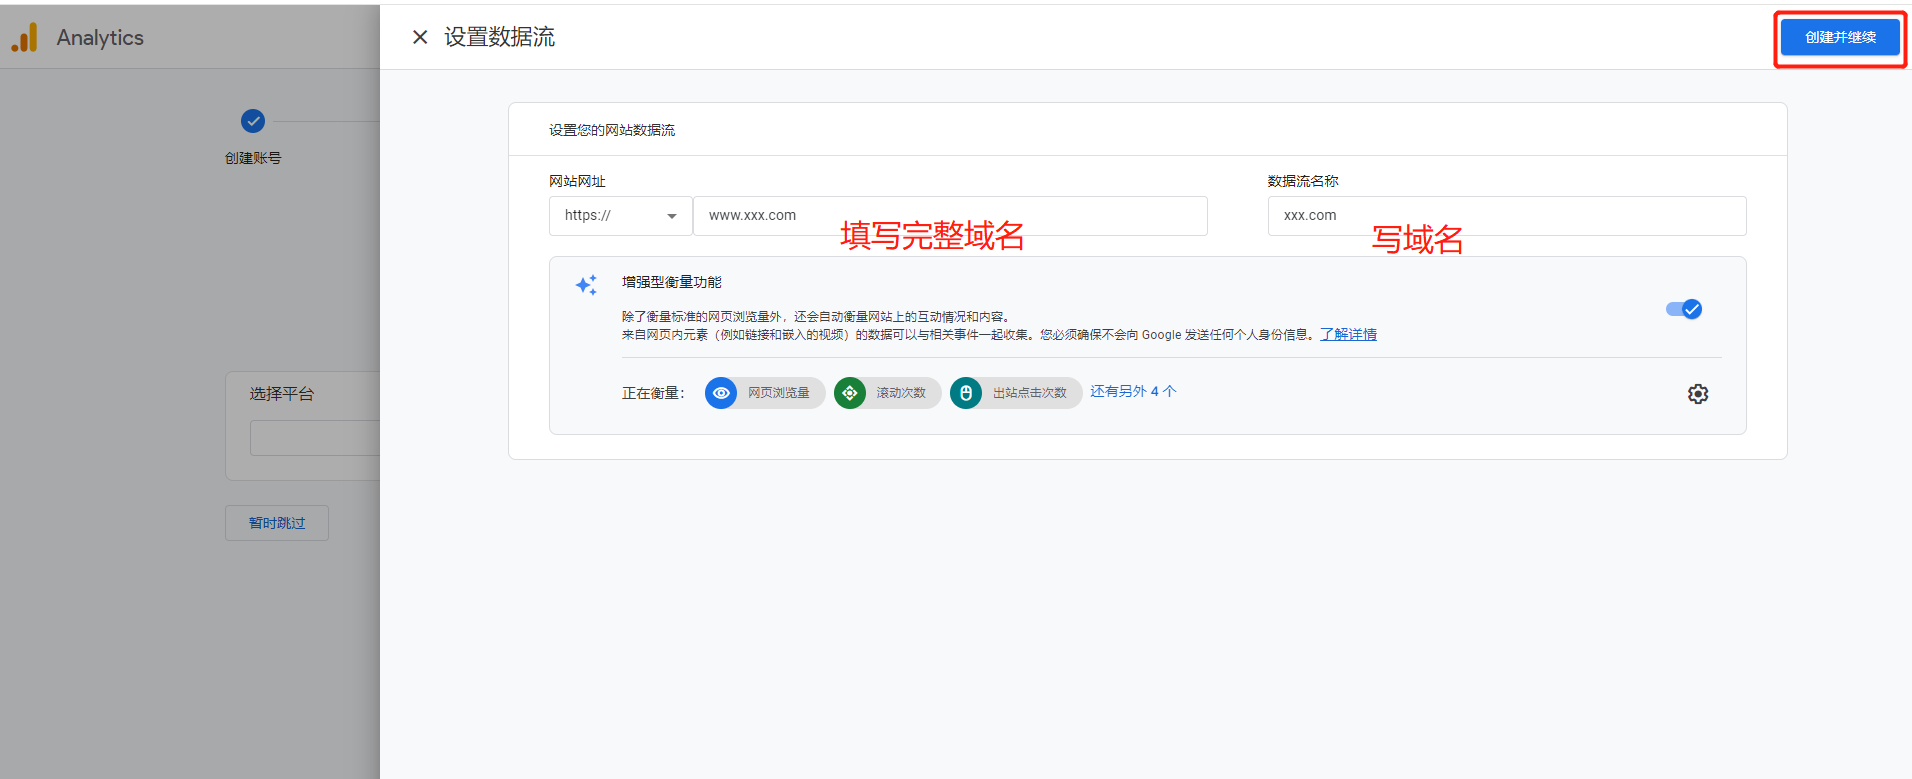 Analytics
设置数据流
创建并继续
创建账号
设置您的网站数据流
网站网址
数据流名称
https://
www.xxx.com
xxx.com
填写完整域名
写域名
增强型衡量功能
除了衡量标准的网页浏览量外，还会自动衡量网站上的互动情况和内容。
来自网页内元素（例如链接和嵌入的视频）的数据可以与相关事件一起收集。您必须确保不会向 Google 发送任何个人身份信息。了解详情
正在衡量：
网页浏览量
滚动次数
出站点击次数
还有另外 4 个
选择平台
暂时跳过